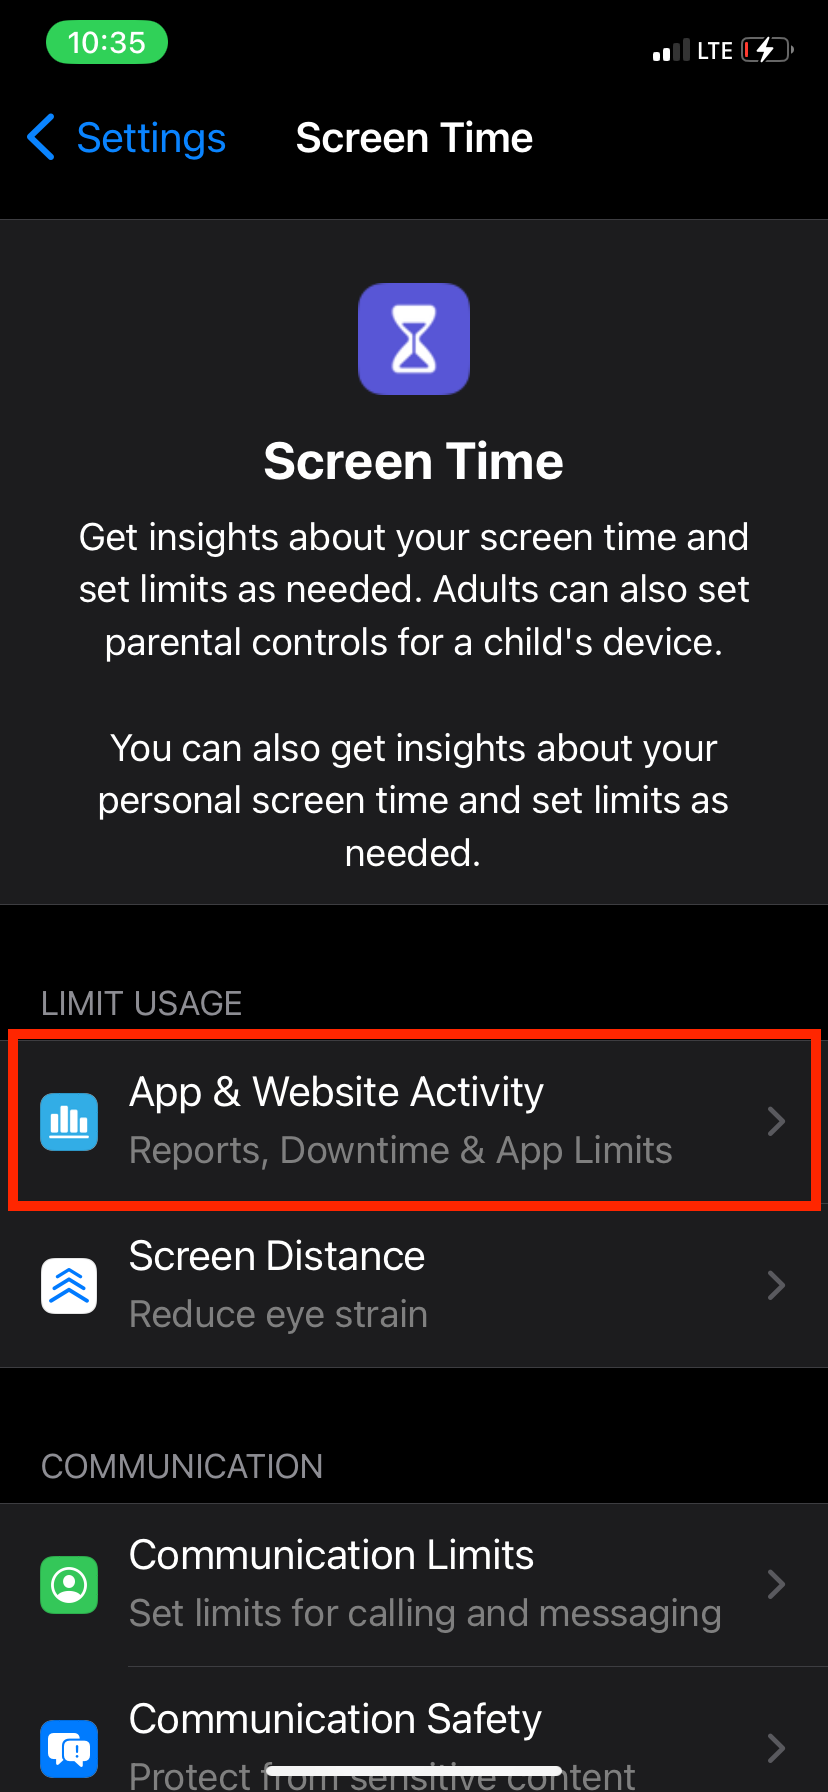 10:35
LTE
Settings
Screen Time
Screen Time
Get insights about your screen time and
set limits as needed. Adults can also set
parental controls for a child's device.
You can also get insights about your
personal screen time and set limits as
needed.
LIMIT USAGE
App & Website Activity
Reports, Downtime & App Limits
Screen Distance
Reduce eye strain
COMMUNICATION
Communication Limits
Set limits for calling and messaging
Communication Safety
Protect from sensitive content